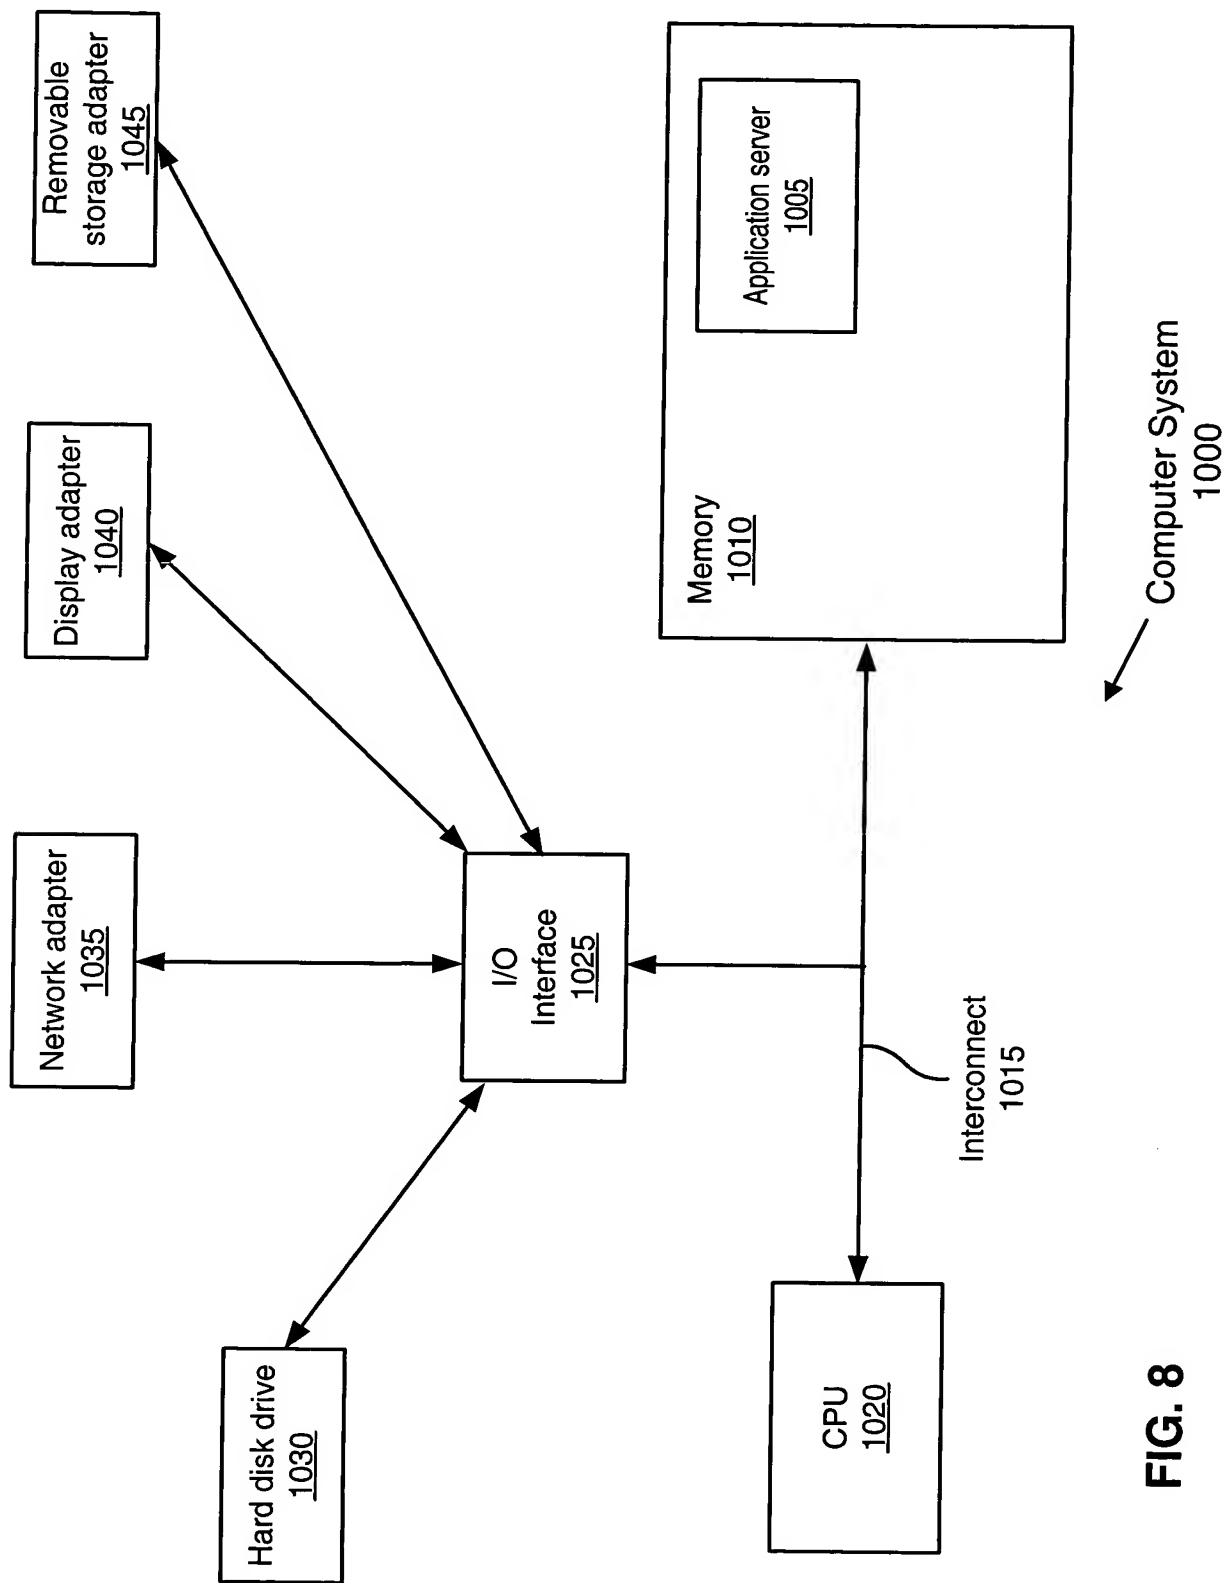 Hard disk drive
1030
Network adapter
1035
Display adapter
1040
Removable
storage adapter
1045
I/O
Interface
1025
CPU
1020
Interconnect
1015
Memory
1010
Application server
1005
Computer System
1000
FIG. 8